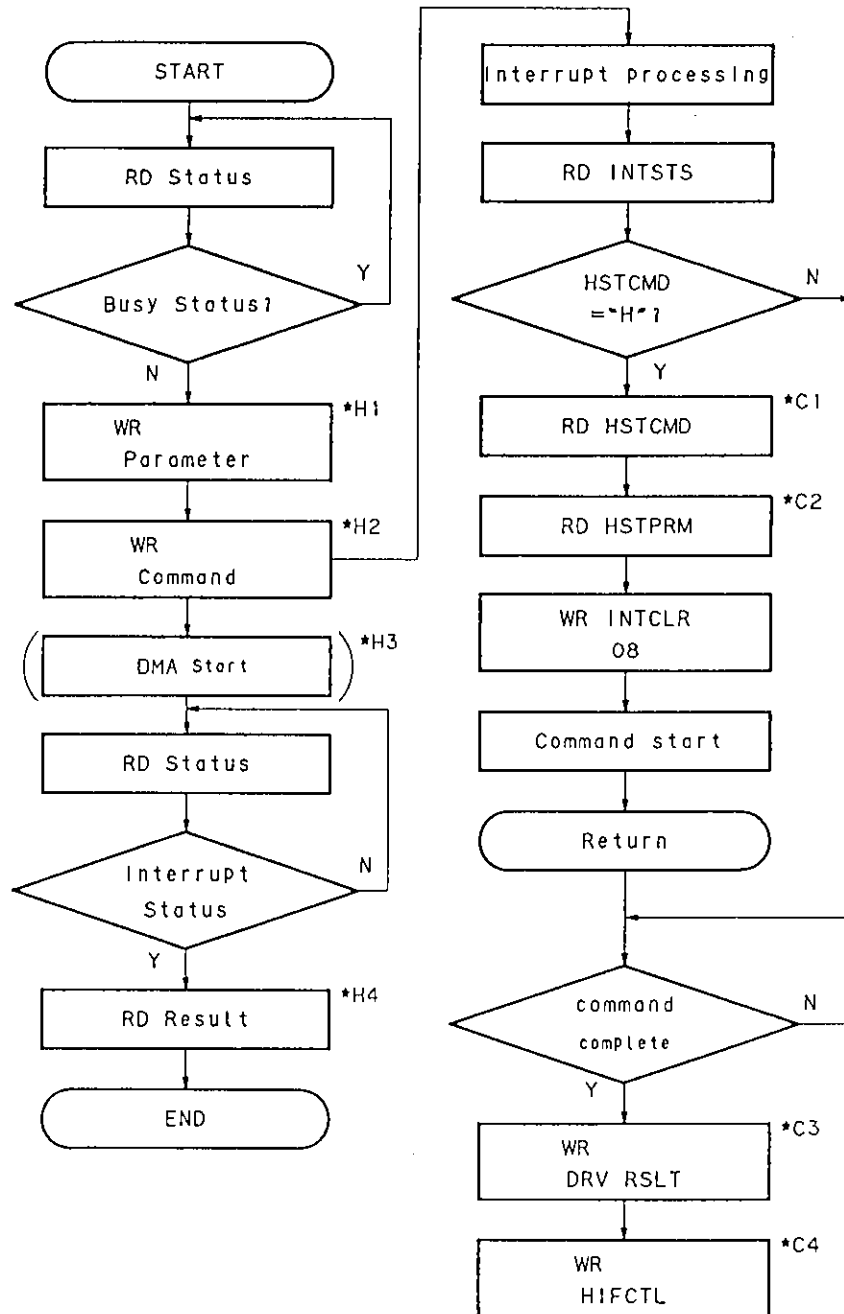 START
RD Status
Busy Status?
Y
N
WR
Parameter
*H1
WR
Command
*H2
DMA Start
*H3
RD Status
Interrupt
Status
N
Y
RD Result
*H4
END
Interrupt processing
RD INTSTS
HSTCMD
="H"?
N
Y
RD HSTCMD
*C1
RD HSTPRM
*C2
WR INTCLR
08
Command start
Return
command
complete
N
Y
WR
DRV RSLT
*C3
WR
HIFCTL
*C4